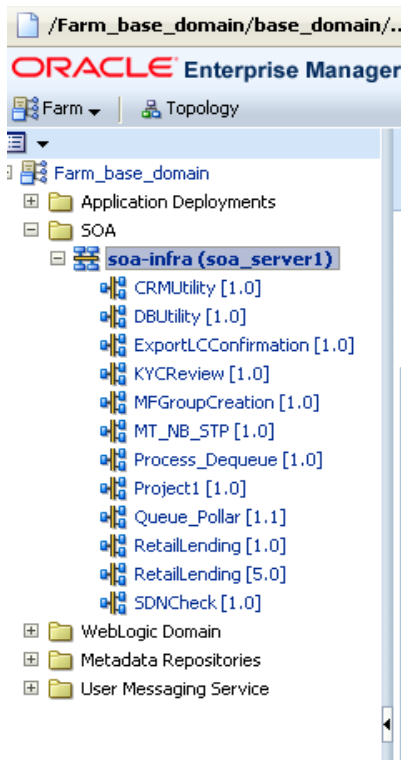 /Farm_base_domain/base_domain/..
ORACLE Enterprise Manager
Farm
Topology
Farm_base_domain
Application Deployments
SOA
soa-infra (soa_server1)
CRMUtility [1.0]
DBUtility [1.0]
ExportLCConfirmation [1.0]
KYCReview [1.0]
MFGroupCreation [1.0]
MT_NB_STP [1.0]
Process_Dequeue [1.0]
Project1 [1.0]
Queue_Pollar [1.1]
RetailLending [1.0]
RetailLending [5.0]
SDNCheck [1.0]
WebLogic Domain
Metadata Repositories
User Messaging Service